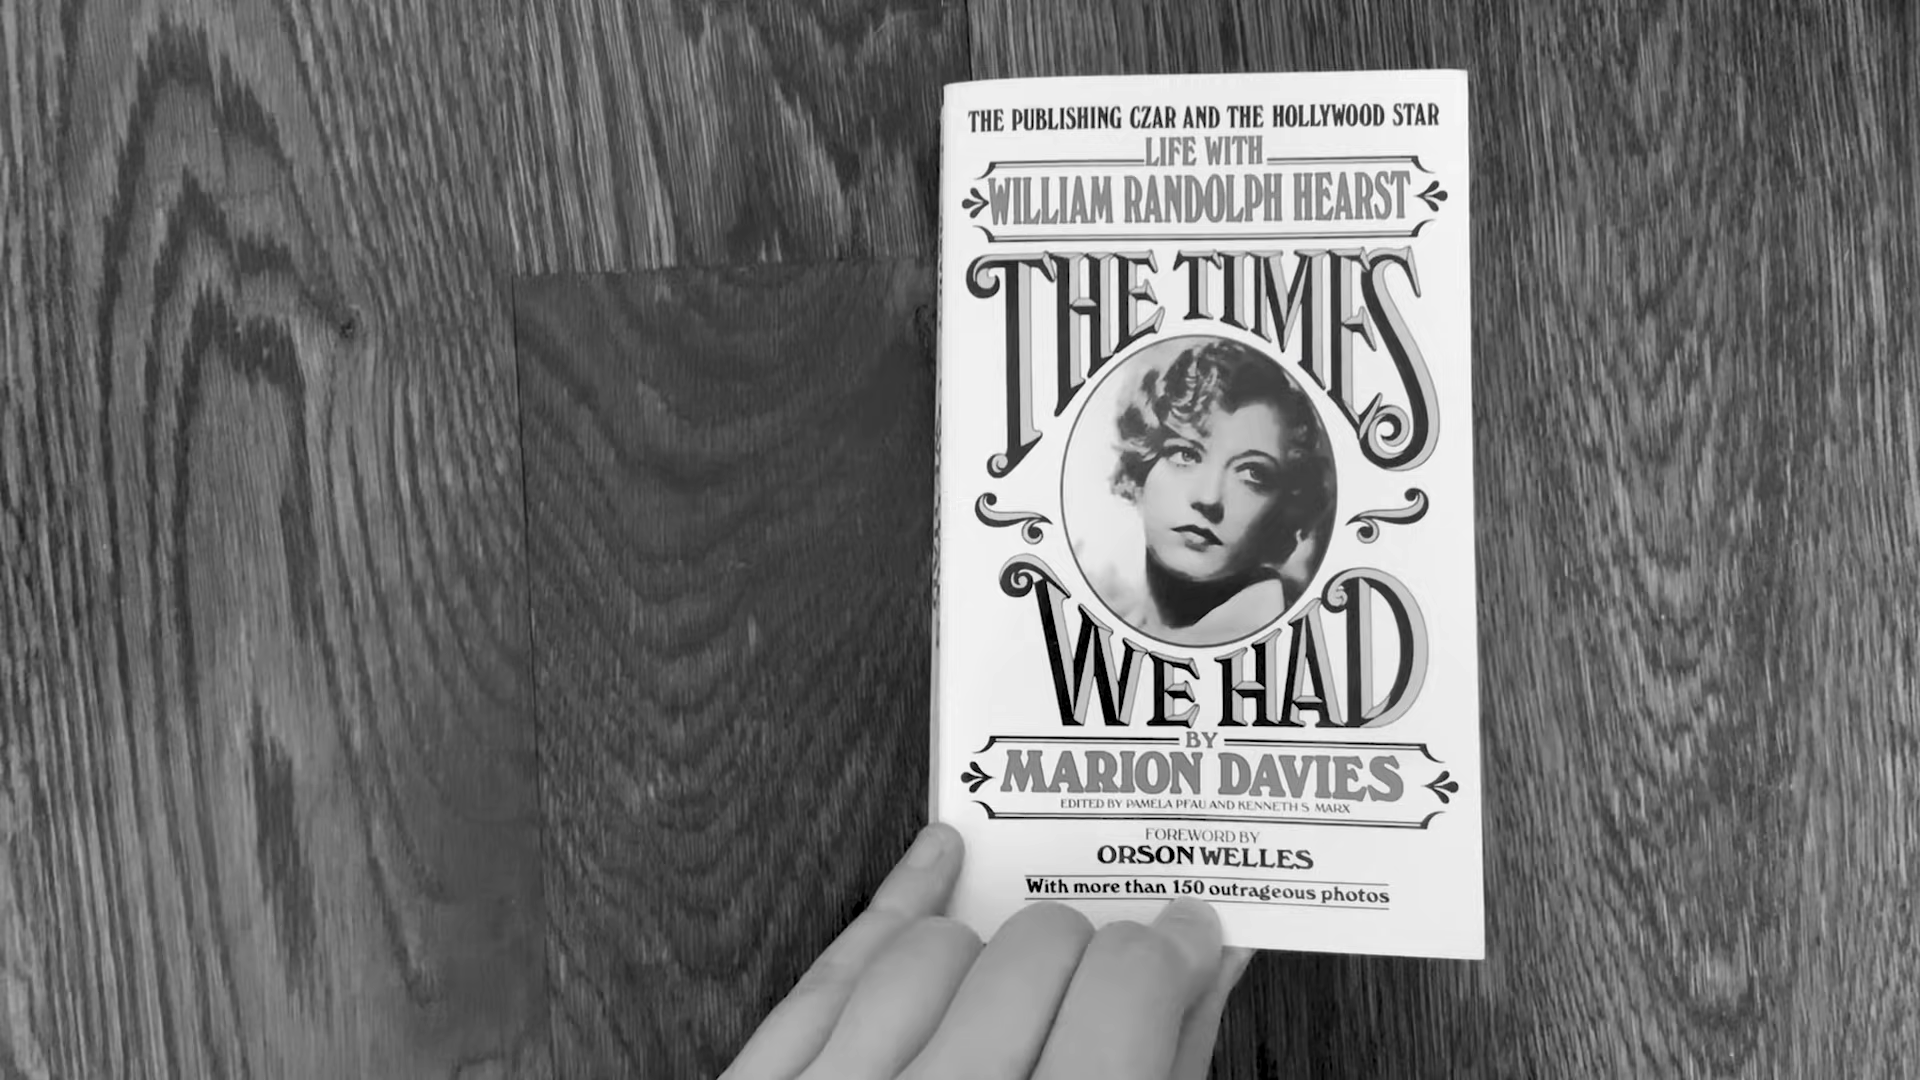 THE PUBLISHING CZAR AND THE HOLLYWOOD STAR
LIFE WITH
WILLIAM RANDOLPH HEARST
THE TIMES
WE HAD
BY
MARION DAVIES
EDITED BY PAMELA PFAU AND KENNETH S. MARX
FOREWORD BY
ORSON WELLES
With more than 150 outrageous photos